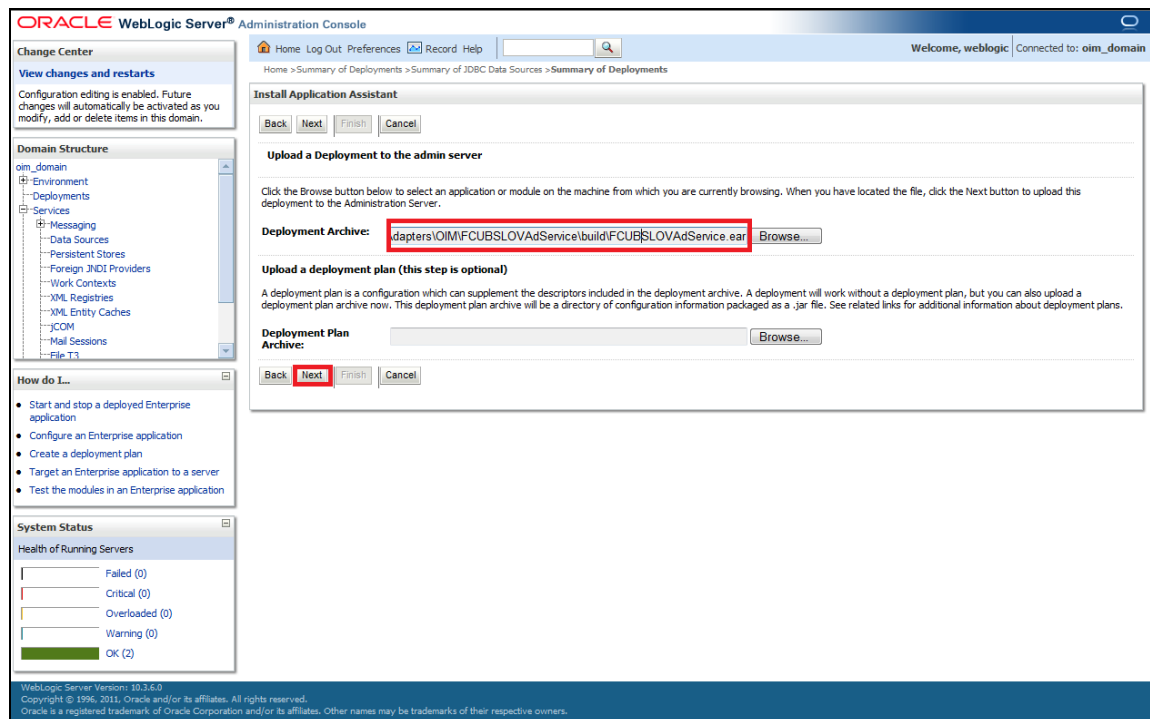 ORACLE WebLogic Server® Administration Console
Change Center
View changes and restarts
Configuration editing is enabled. Future
changes will automatically be activated as you
modify, add or delete items in this domain.
Domain Structure
oim_domain
Environment
Deployments
Services
Messaging
Data Sources
Persistent Stores
Foreign JNDI Providers
Work Contexts
XML Registries
XML Entity Caches
jCOM
Mail Sessions
File T3
How do I...
Start and stop a deployed Enterprise
application
Configure an Enterprise application
Create a deployment plan
Target an Enterprise application to a server
Test the modules in an Enterprise application
System Status
Health of Running Servers
Failed (0)
Critical (0)
Overloaded (0)
Warning (0)
OK (2)
Home Log Out Preferences Record Help
Welcome, weblogic Connected to: oim_domain
Home >Summary of Deployments >Summary of JDBC Data Sources >Summary of Deployments
Install Application Assistant
Back Next Finish Cancel
Upload a Deployment to the admin server
Click the Browse button below to select an application or module on the machine from which you are currently browsing. When you have located the file, click the Next button to upload this
deployment to the Administration Server.
Deployment Archive: dapters\OIM\FCUBSLOVAdService\build\FCUBSLOVAdService.ear Browse...
Upload a deployment plan (this step is optional)
A deployment plan is a configuration which can supplement the descriptors included in the deployment archive. A deployment will work without a deployment plan, but you can also upload a
deployment plan archive now. This deployment plan archive will be a directory of configuration information packaged as a .jar file. See related links for additional information about deployment plans.
Deployment Plan
Archive:
Browse...
Back Next Finish Cancel
WebLogic Server Version: 10.3.6.0
Copyright © 1996, 2011, Oracle and/or its affiliates. All rights reserved.
Oracle is a registered trademark of Oracle Corporation and/or its affiliates. Other names may be trademarks of their respective owners.